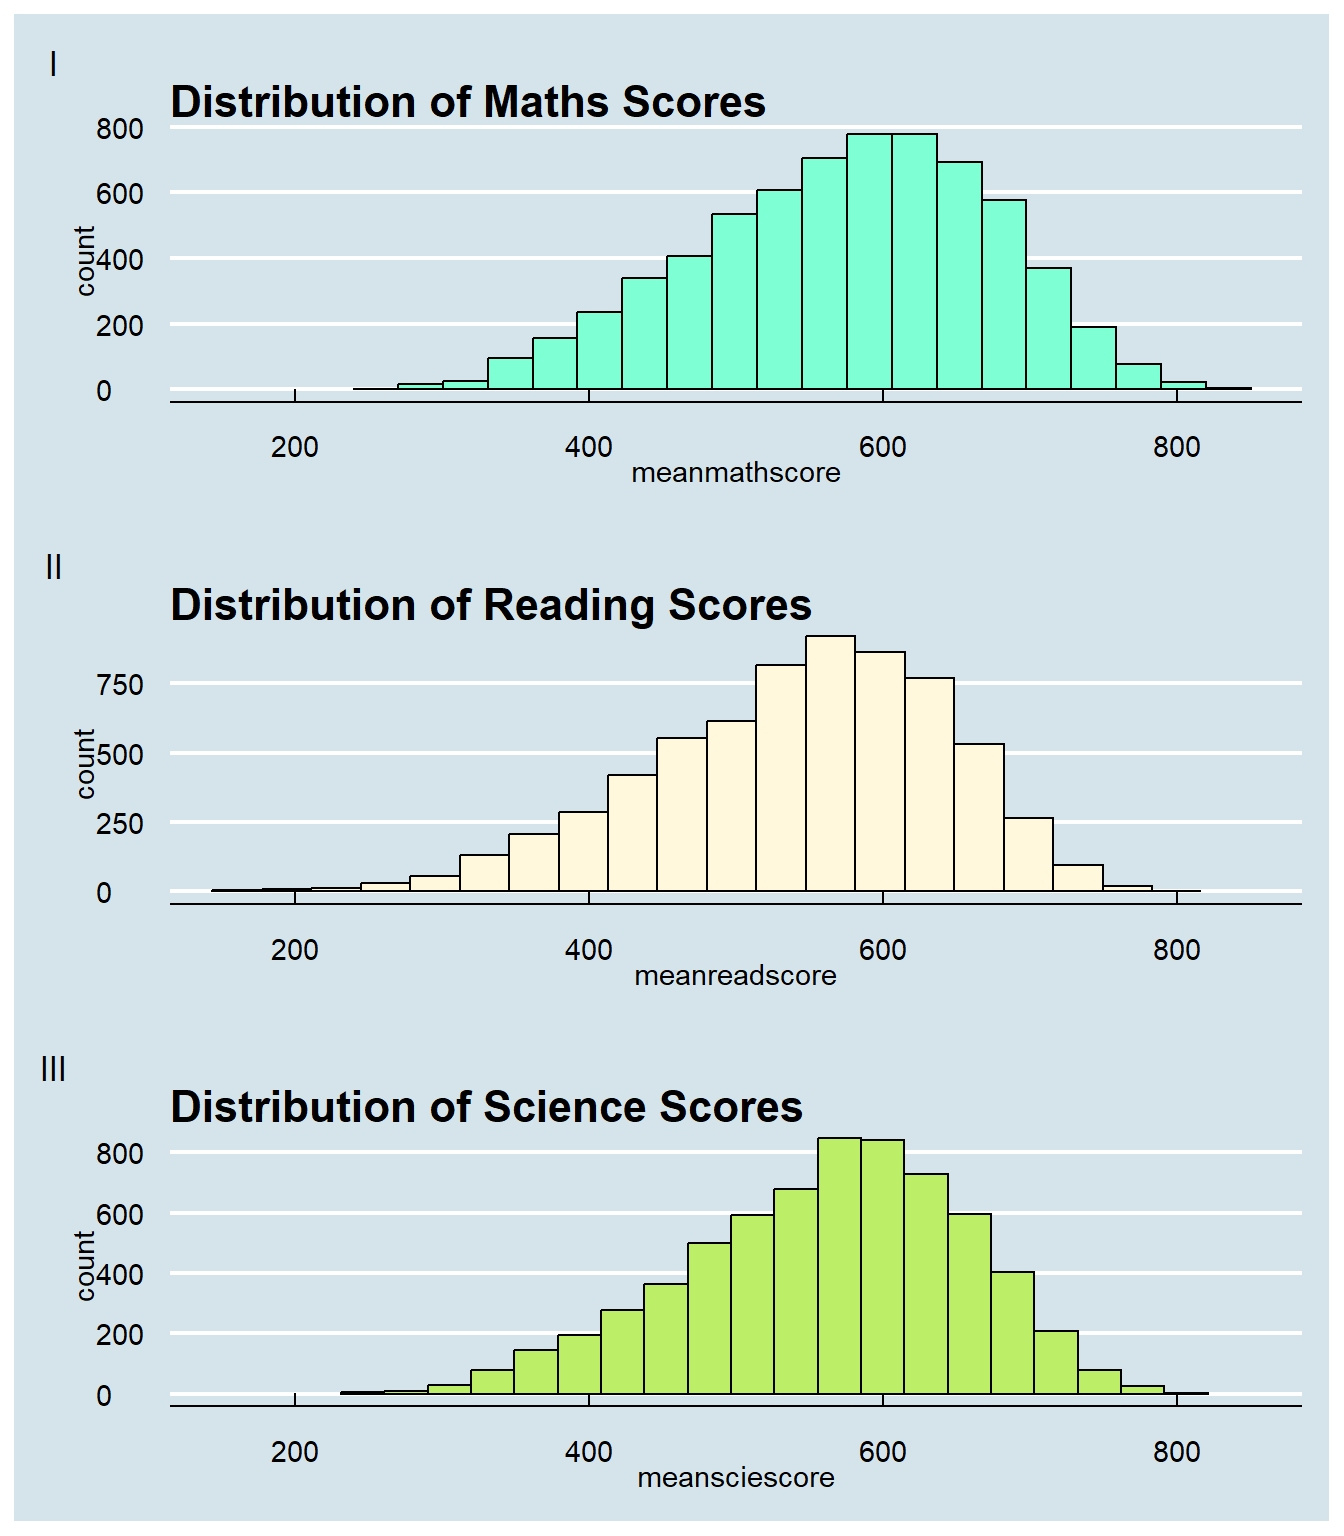 I
Distribution of Maths Scores
800
600
400
200
0
count
200 400 600 800
meanmathscore
II
Distribution of Reading Scores
750
500
250
0
count
200 400 600 800
meanreadscore
III
Distribution of Science Scores
800
600
400
200
0
count
200 400 600 800
meansciescore